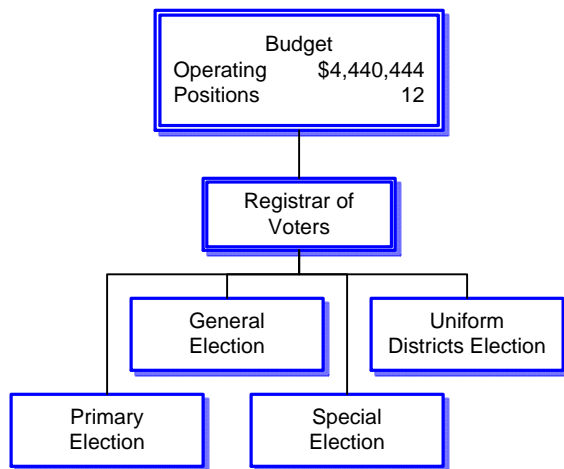 Budget
Operating $4,440,444
Positions 12
Registrar of
Voters
General
Election
Uniform
Districts Election
Primary
Election
Special
Election